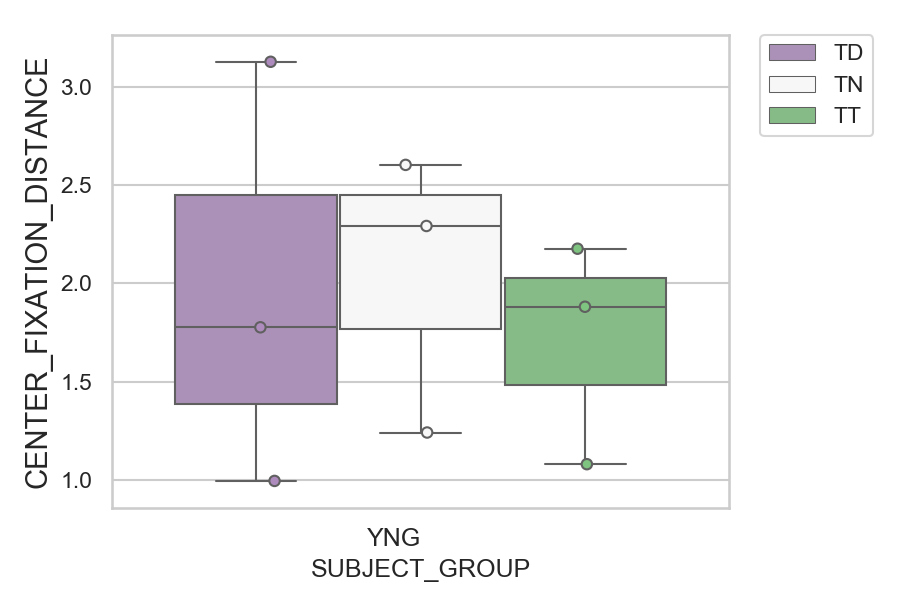 CENTER_FIXATION_DISTANCE
3.0
2.5
2.0
1.5
1.0
YNG
SUBJECT_GROUP
TD
TN
TT